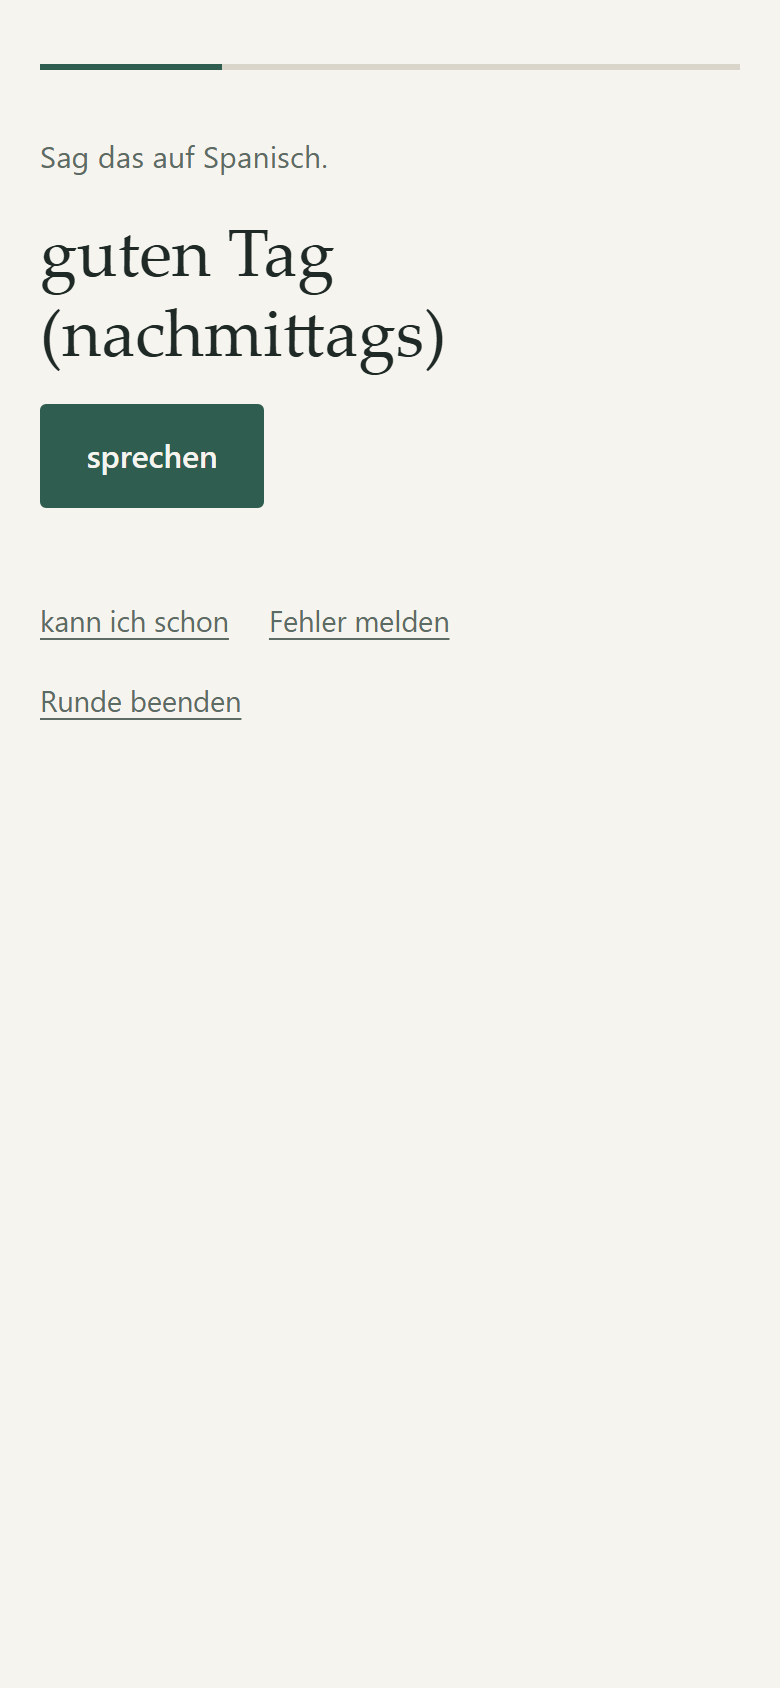 Sag das auf Spanisch.
guten Tag
(nachmittags)
sprechen
kann ich schon Fehler melden
Runde beenden